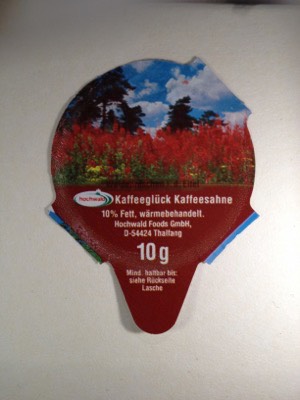 hochwald Kaffeeglück Kaffeesahne
10% Fett, wärmebehandelt.
Hochwald Foods GmbH,
D-54424 Thalfang
10 g
Mind. haltbar bis:
siehe Rückseite
Lasche